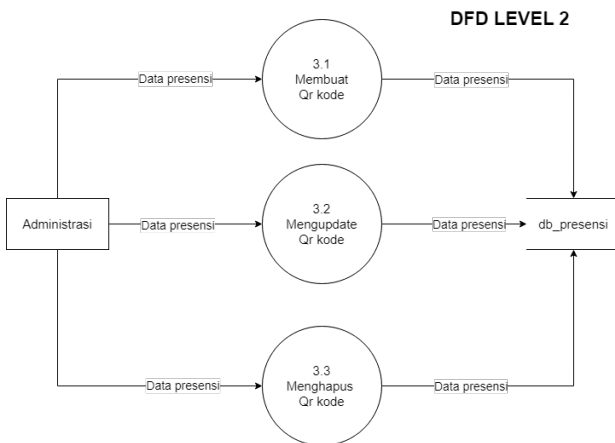 DFD LEVEL 2
3.1
Membuat
Qr kode
Data presensi
Data presensi
Administrasi
Data presensi
3.2
Mengupdate
Qr kode
Data presensi
db_presensi
Data presensi
3.3
Menghapus
Qr kode
Data presensi